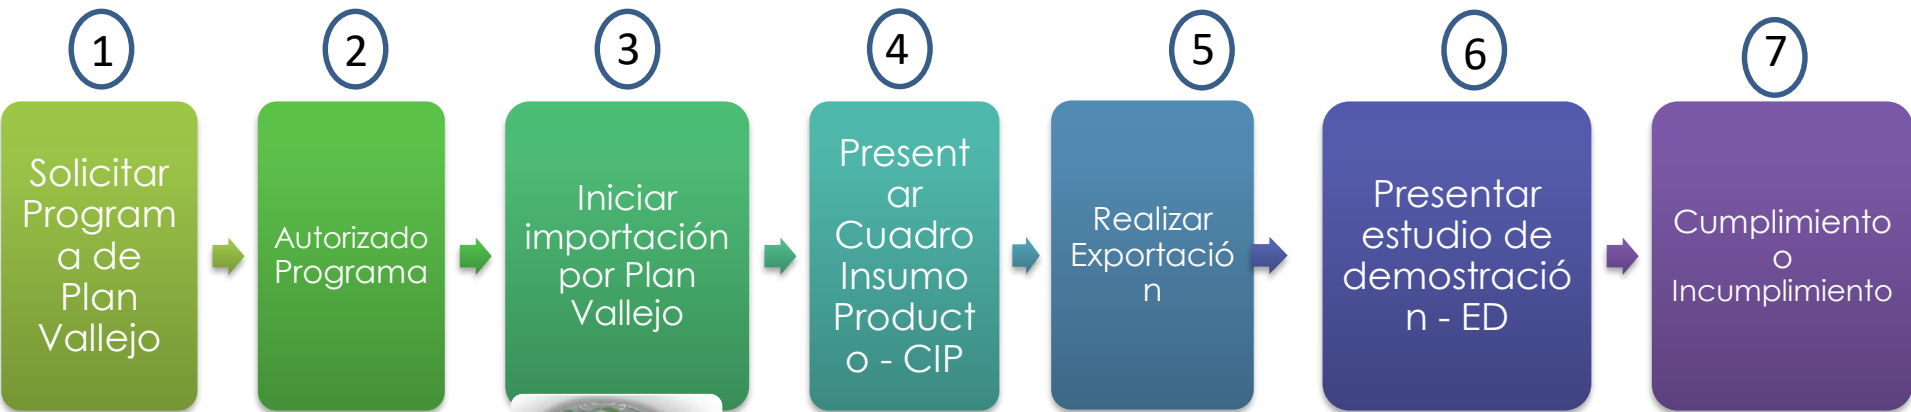 1
2
3
4
5
6
7
Solicitar
Program
a de
Plan
Vallejo
Autorizado
Programa
Iniciar
importación
por Plan
Vallejo
Present
ar
Cuadro
Insumo
Product
o - CIP
Realizar
Exportació
n
Presentar
estudio de
demostració
n - ED
Cumplimiento
o
Incumplimiento